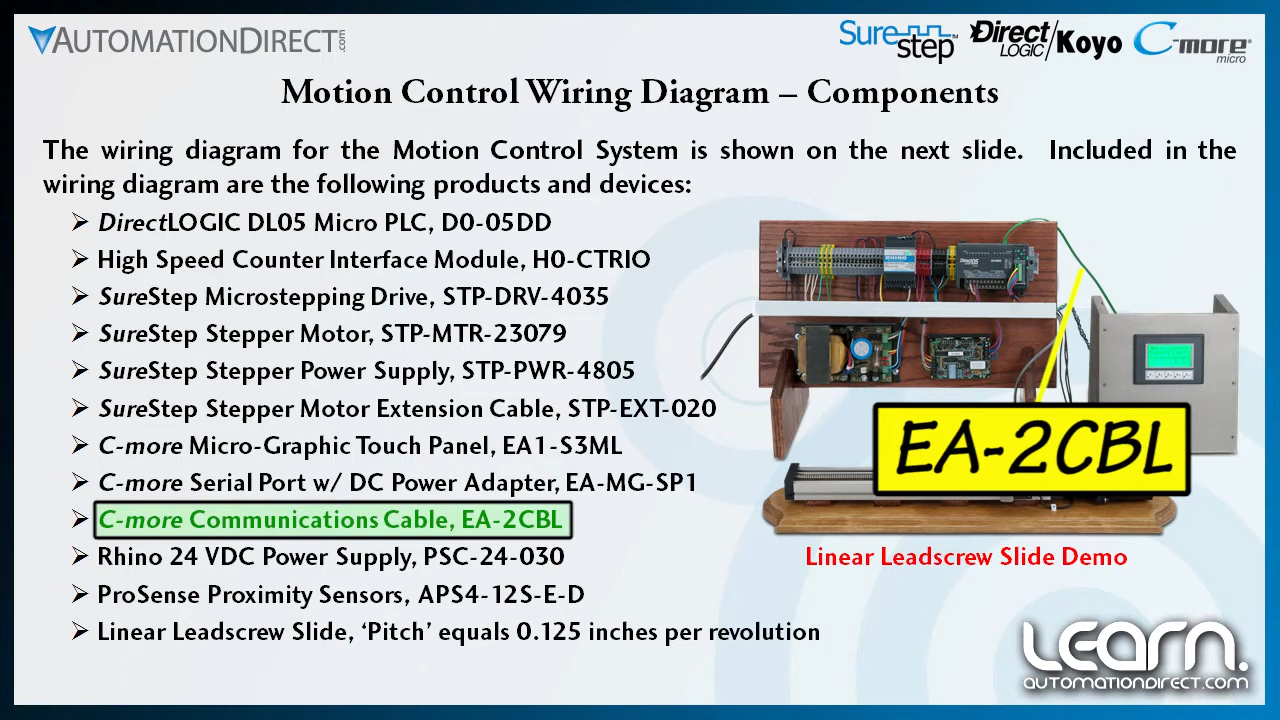 AUTOMATIONDIRECT.com
SureStep™ DirectLOGIC/Koyo C-more micro
Motion Control Wiring Diagram – Components
The wiring diagram for the Motion Control System is shown on the next slide. Included in the
wiring diagram are the following products and devices:
➢ DirectLOGIC DL05 Micro PLC, D0-05DD
➢ High Speed Counter Interface Module, H0-CTRIO
➢ SureStep Microstepping Drive, STP-DRV-4035
➢ SureStep Stepper Motor, STP-MTR-23079
➢ SureStep Stepper Power Supply, STP-PWR-4805
➢ SureStep Stepper Motor Extension Cable, STP-EXT-020
➢ C-more Micro-Graphic Touch Panel, EA1-S3ML
➢ C-more Serial Port w/ DC Power Adapter, EA-MG-SP1
➢ C-more Communications Cable, EA-2CBL
➢ Rhino 24 VDC Power Supply, PSC-24-030
➢ ProSense Proximity Sensors, APS4-12S-E-D
➢ Linear Leadscrew Slide, ‘Pitch’ equals 0.125 inches per revolution
RHINO
EA-2CBL
Linear Leadscrew Slide Demo
LEARN.
AUTOMATIONDIRECT.COM